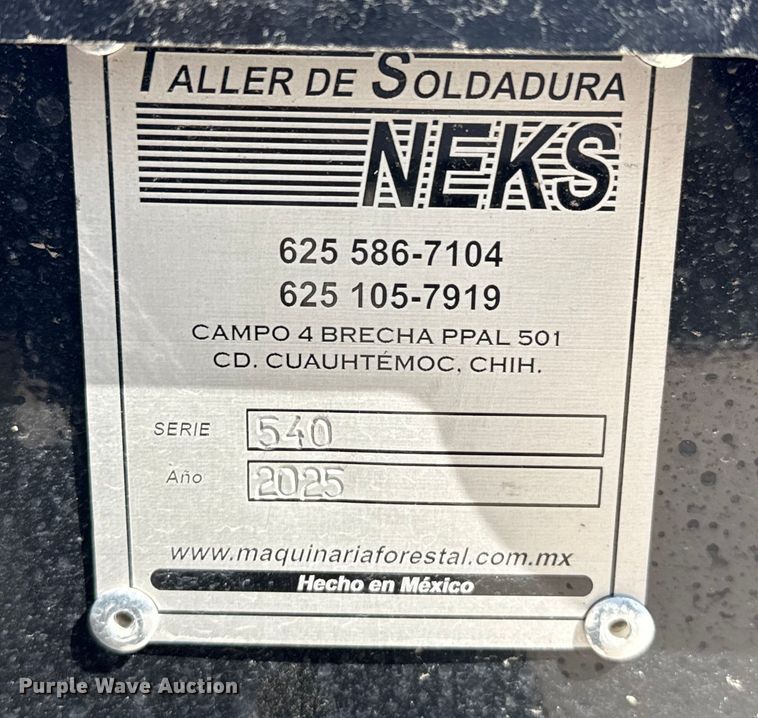 TALLER DE SOLDADURA
NEKS
625 586-7104
625 105-7919
CAMPO 4 BRECHA PPAL 501
CD. CUAUHTÉMOC, CHIH.
SERIE 540
Año 2025
www.maquinariaforestal.com.mx
Hecho en México
Purple Wave Auction